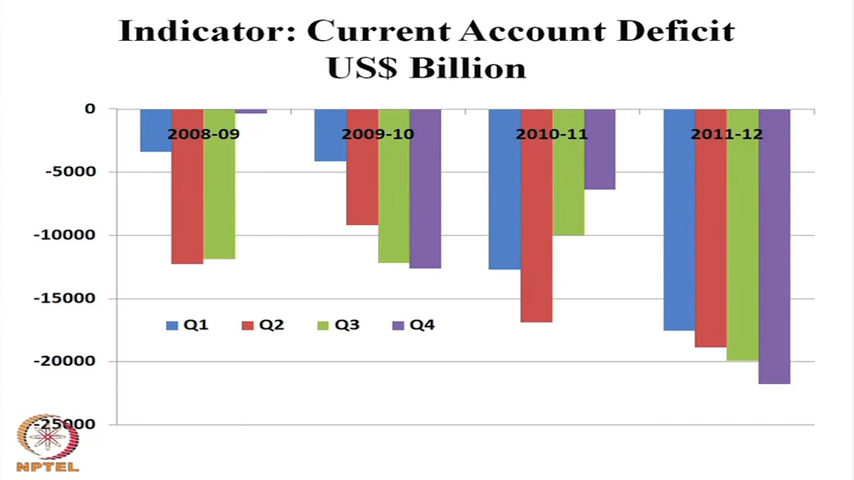 Indicator: Current Account Deficit
US$ Billion
0
2008-09 2009-10 2010-11 2011-12
-5000
-10000
-15000
Q1 Q2 Q3 Q4
-20000
-25000
NPTEL